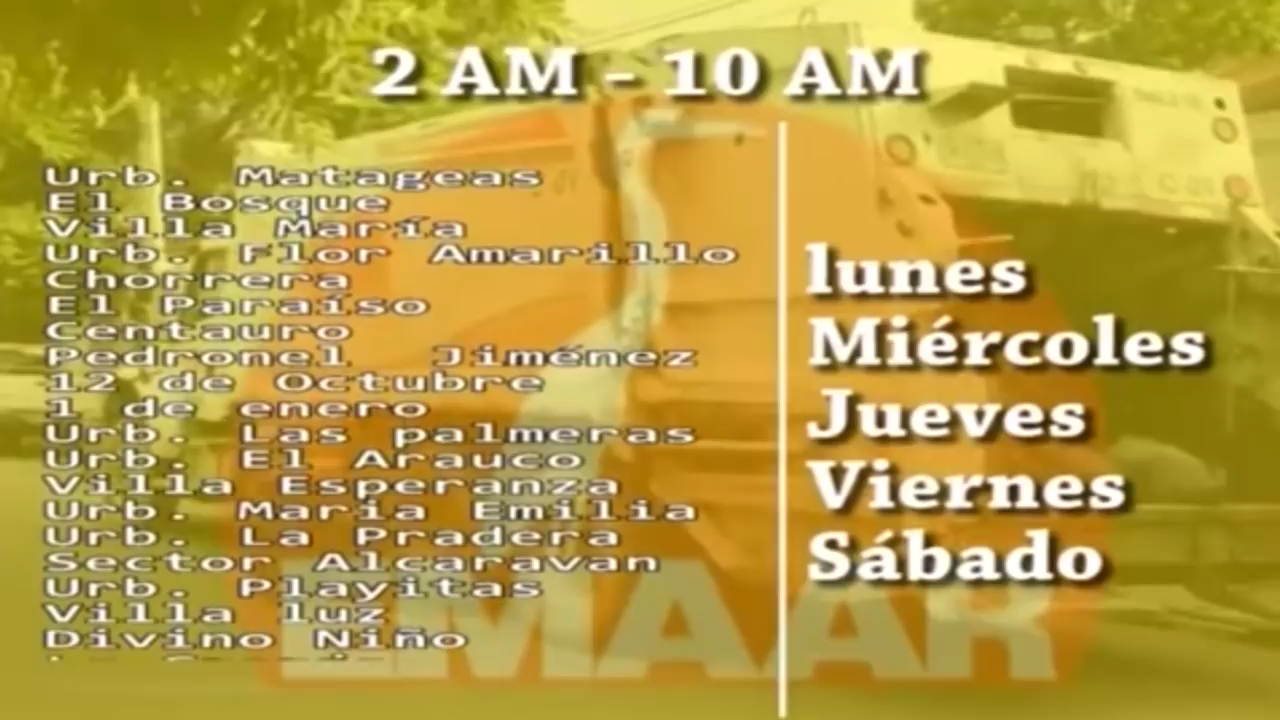 2 AM - 10 AM
Urb. Matageas
El Bosque
Villa María
Urb. Flor Amarillo
Chorrera
El Paraíso
Centauro
Pedronel Jiménez
12 de Octubre
1 de enero
Urb. Las palmeras
Urb. El Arauco
Villa Esperanza
Urb. María Emilia
Urb. La Pradera
Sector Alcaravan
Urb. Playitas
Villa luz
Divino Niño
lunes
Miércoles
Jueves
Viernes
Sábado
EMAAR